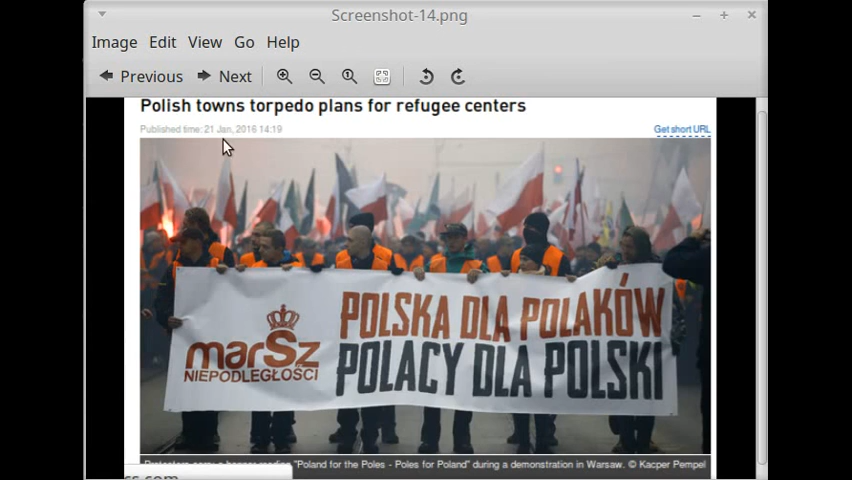 Screenshot-14.png
Image Edit View Go Help
Previous Next
Polish towns torpedo plans for refugee centers
Published time: 21 Jan, 2016 14:19
Get short URL
POLSKA DLA POLAKÓW
marSz
NIEPODLEGŁOŚCI
POLACY DLA POLSKI
"Poland for the Poles - Poles for Poland" during a demonstration in Warsaw. © Kacper Pempel